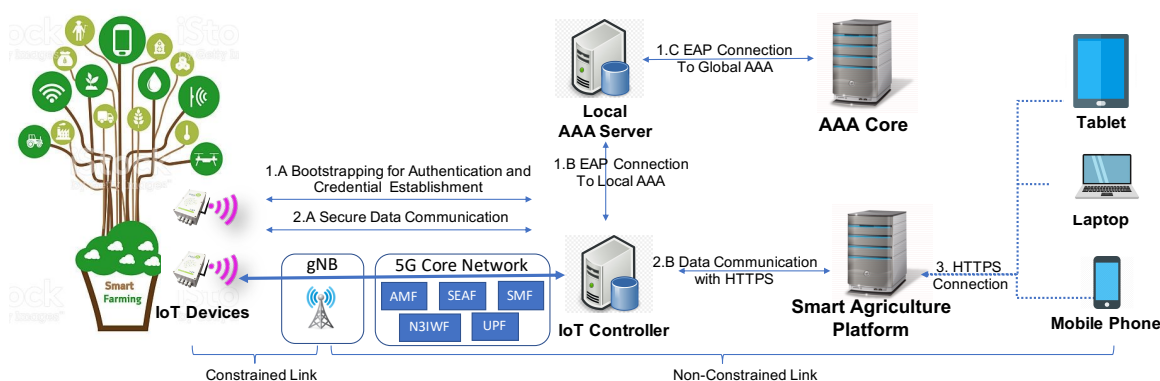 1.C EAP Connection
To Global AAA
Local
AAA Server
AAA Core
Tablet
1.A Bootstrapping for Authentication and
Credential Establishment
1.B EAP Connection
To Local AAA
2.A Secure Data Communication
Laptop
gNB
5G Core Network
AMF
SEAF
SMF
N3IWF
UPF
2.B Data Communication
with HTTPS
3. HTTPS
Connection
Smart
Farming
IoT Devices
IoT Controller
Smart Agriculture
Platform
Mobile Phone
Constrained Link
Non-Constrained Link